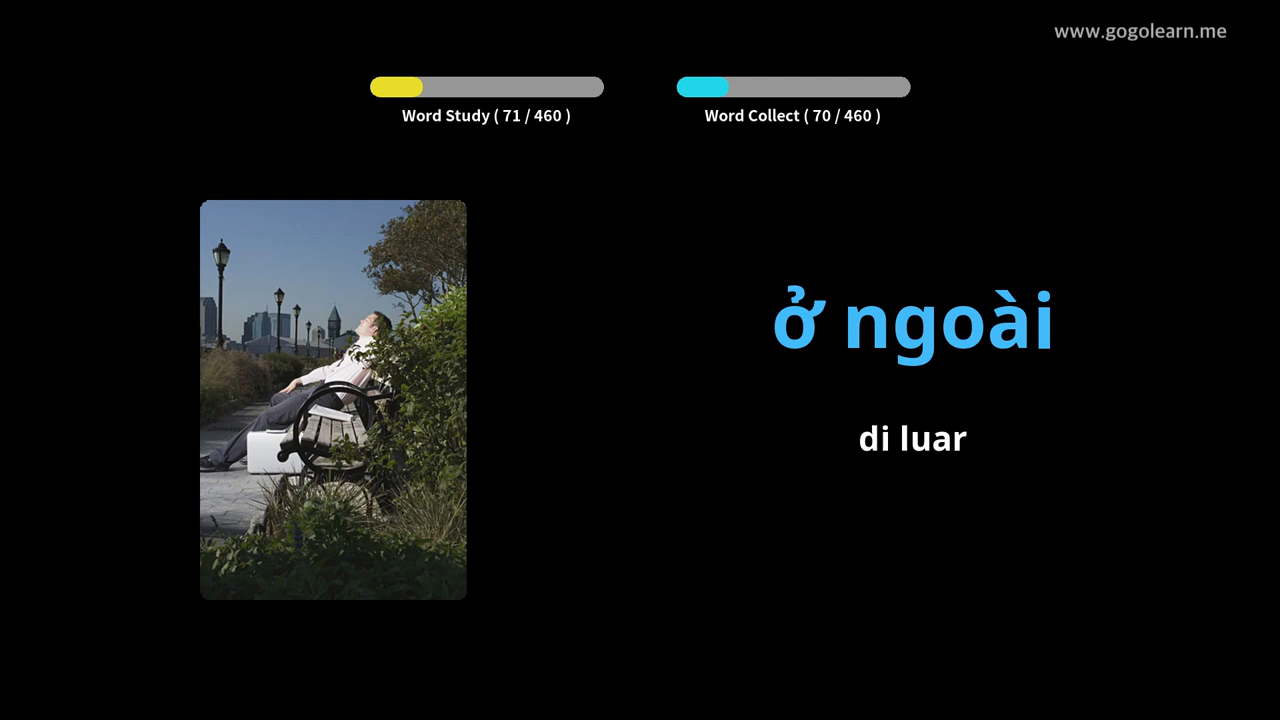 www.gogolearn.me
Word Study ( 71 / 460 )
Word Collect ( 70 / 460 )
ở ngoài
di luar